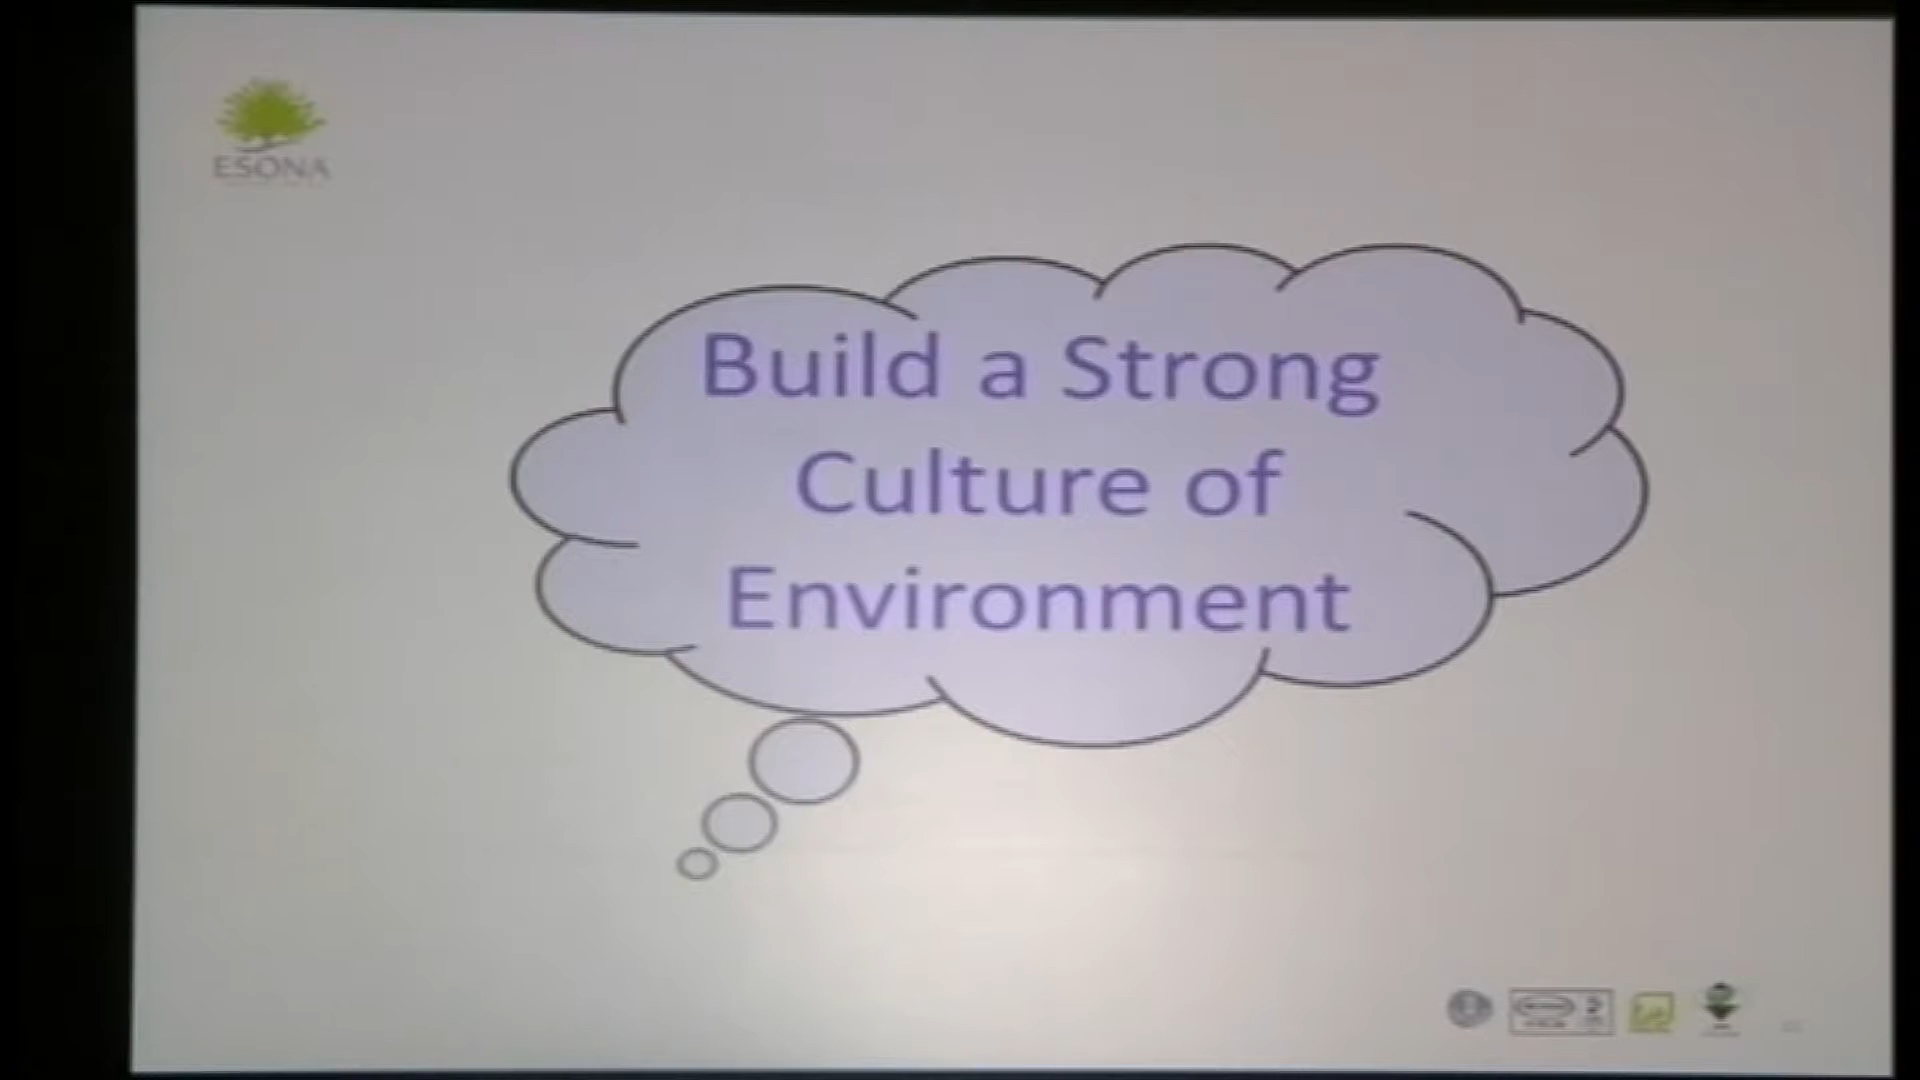 ESONA
Build a Strong
Culture of
Environment